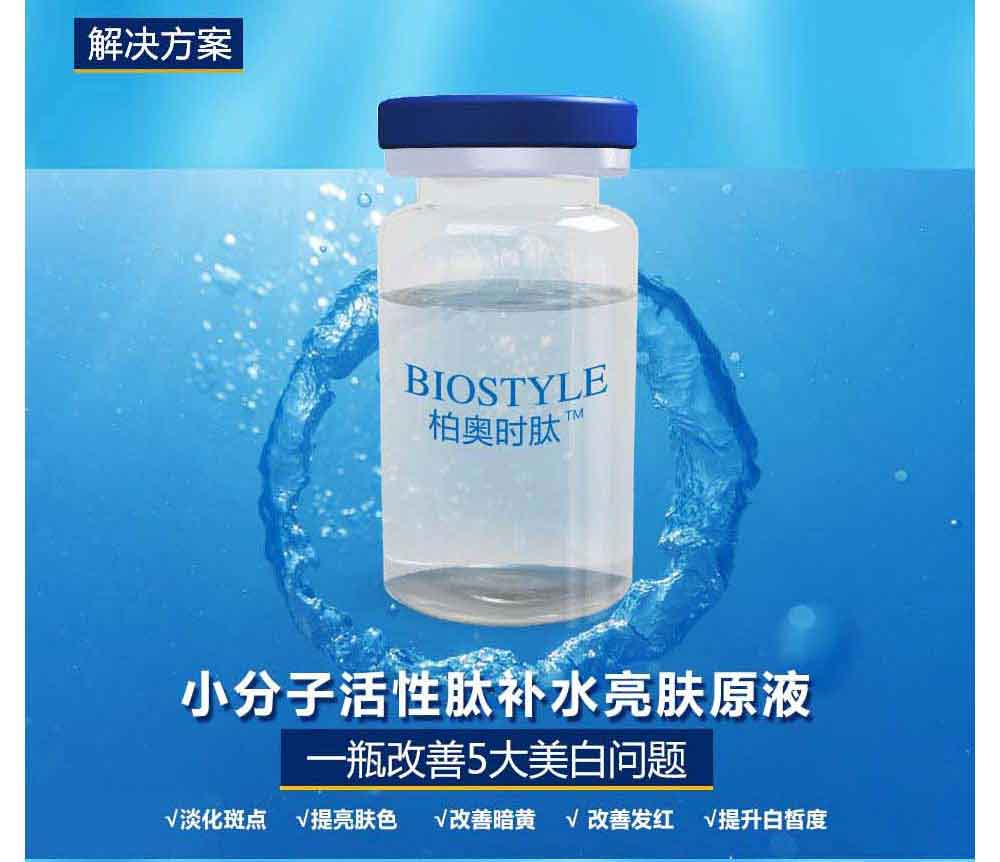 解决方案
BIOSTYLE
柏奥时肽™
小分子活性肽补水亮肤原液
一瓶改善5大美白问题
√淡化斑点 √提亮肤色 √改善暗黄 √ 改善发红 √提升白皙度